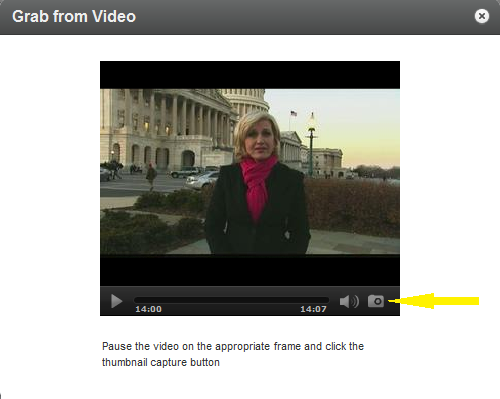 Grab from Video
14:00 14:07
Pause the video on the appropriate frame and click the
thumbnail capture button